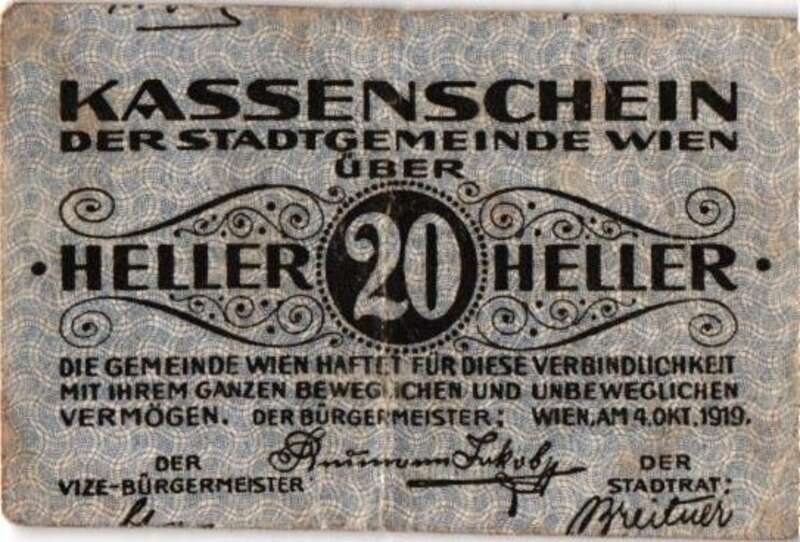 KASSENSCHEIN
DER STADTGEMEINDE WIEN
ÜBER
• HELLER 20 HELLER •
DIE GEMEINDE WIEN HAFTET FÜR DIESE VERBINDLICHKEIT
MIT IHREM GANZEN BEWEGLICHEN UND UNBEWEGLICHEN
VERMÖGEN. DER BÜRGERMEISTER: WIEN, AM 4. OKT. 1919.
DER
VIZE-BÜRGERMEISTER
DER
STADTRAT:
Breitner